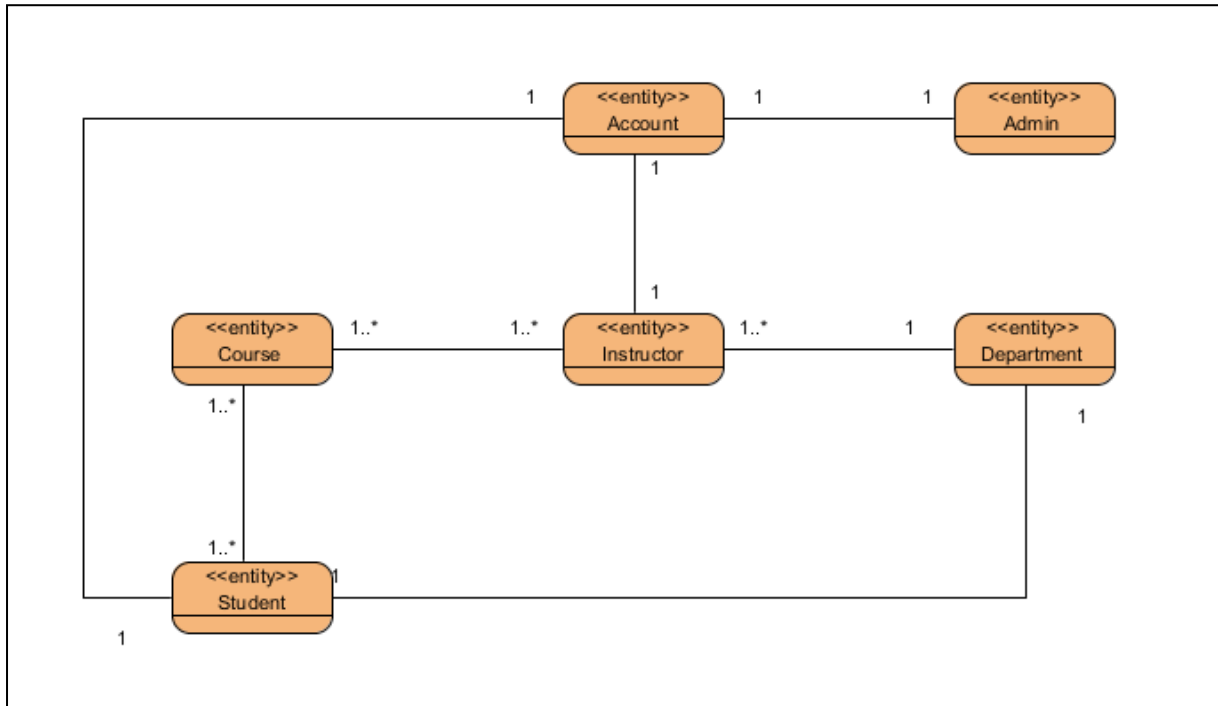 1
<<entity>>
Account
1
1
<<entity>>
Admin
1
1
<<entity>>
Course
1..*
1..*
<<entity>>
Instructor
1..*
1
<<entity>>
Department
1..*
1
1..*
<<entity>>
Student
1
1